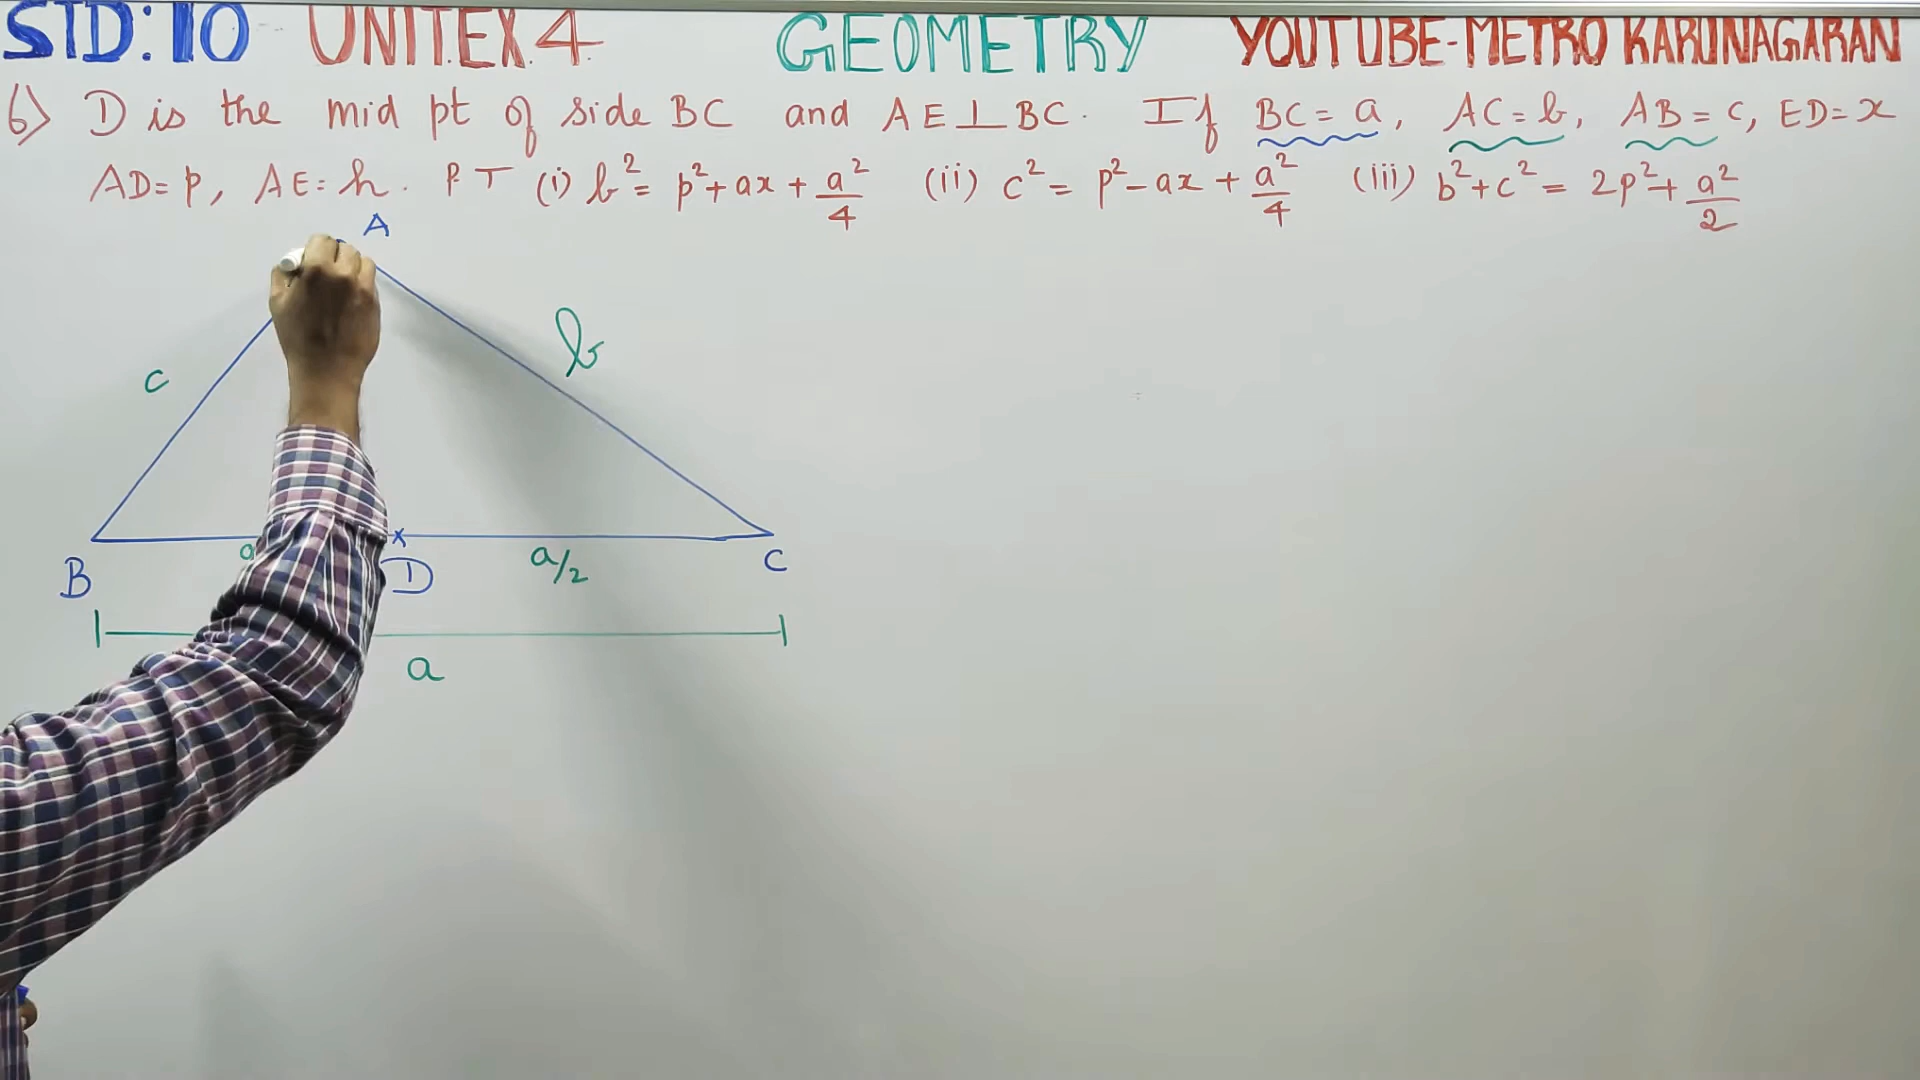 STD: 10 UNIT.EX.4. GEOMETRY YOUTUBE-METRO KARUNAGARAN
6) D is the mid pt of side BC and AE⊥BC. If BC = a, AC = b, AB = c, ED = x
AD = p, AE = h. P T (i) b² = p² + ax + a²/4 (ii) c² = p² - ax + a²/4 (iii) b² + c² = 2p² + a²/2
A
c b
a a/2
B D C
a